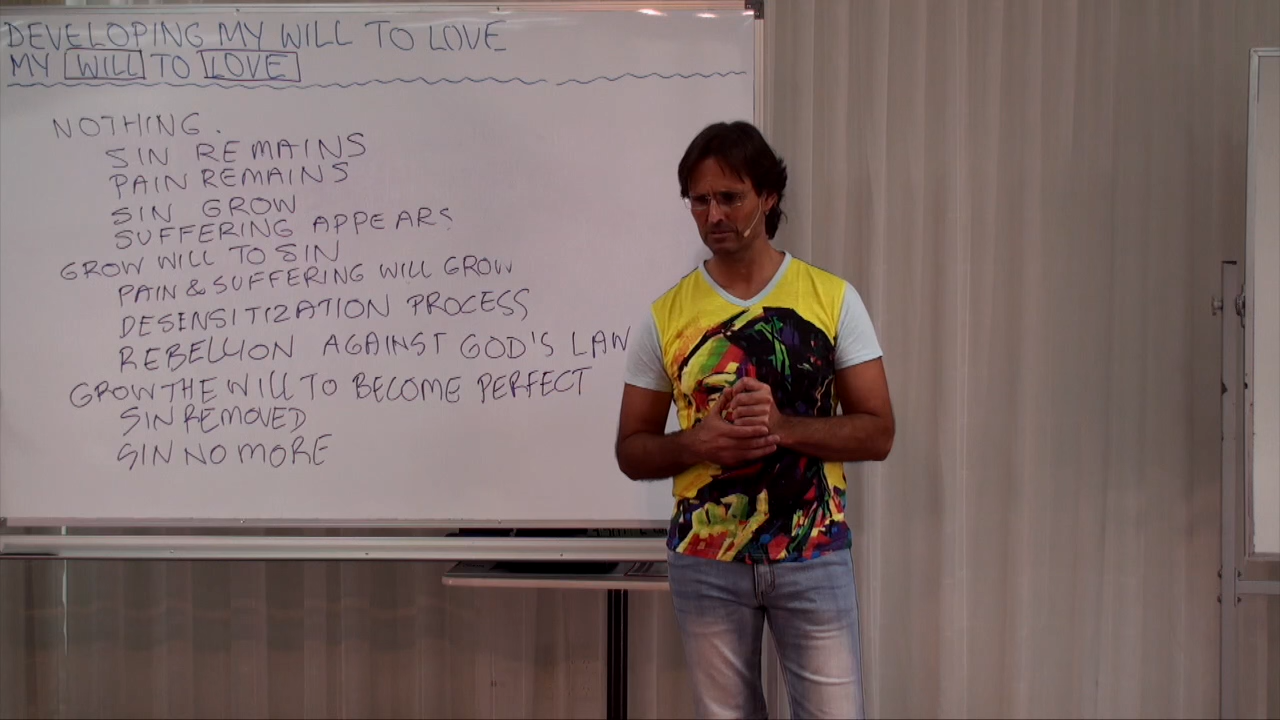 DEVELOPING MY WILL TO LOVE
MY WILL TO LOVE
NOTHING.
SIN REMAINS
PAIN REMAINS
SIN GROW
SUFFERING APPEARS
GROW WILL TO SIN
PAIN & SUFFERING WILL GROW
DESENSITIZATION PROCESS
REBELLION AGAINST GOD'S LAW
GROW THE WILL TO BECOME PERFECT
SIN REMOVED
SIN NO MORE